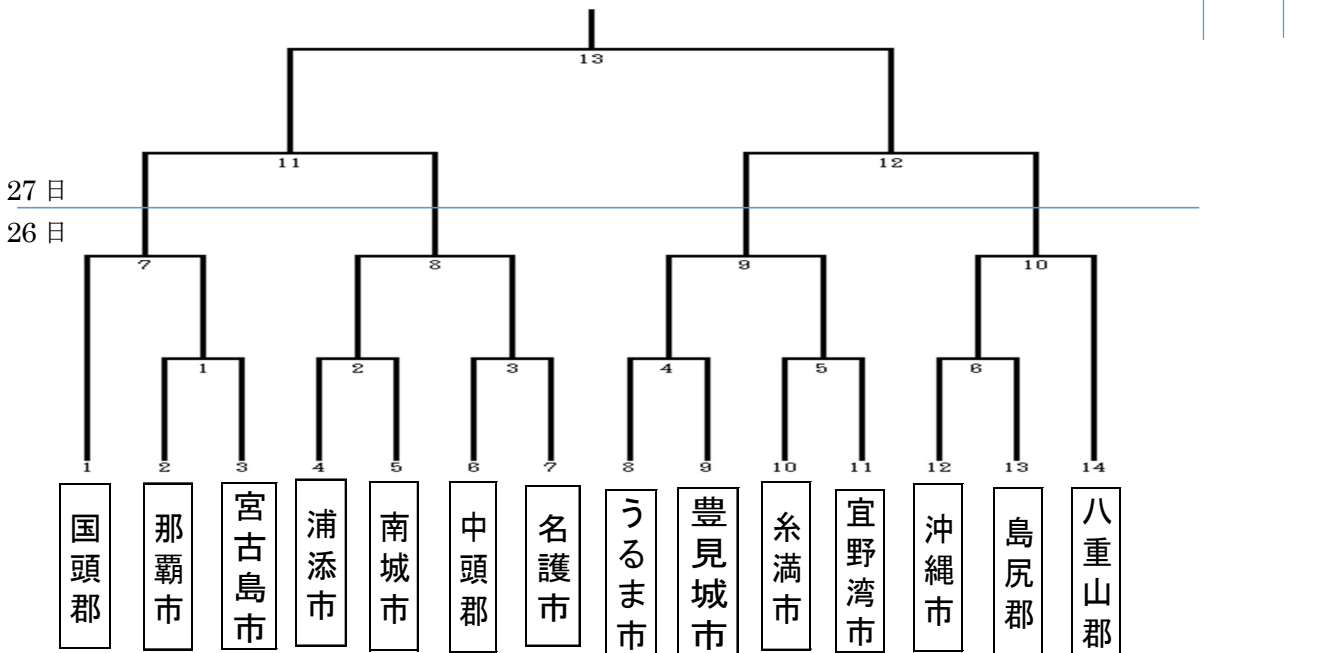 13
11
12
27 日
26 日
7
8
9
10
1
2
3
4
5
6
1
2
3
4
5
6
7
8
9
10
11
12
13
14
国頭郡
那覇市
宮古島市
浦添市
南城市
中頭郡
名護市
うるま市
豊見城市
糸満市
宜野湾市
沖縄市
島尻郡
八重山郡